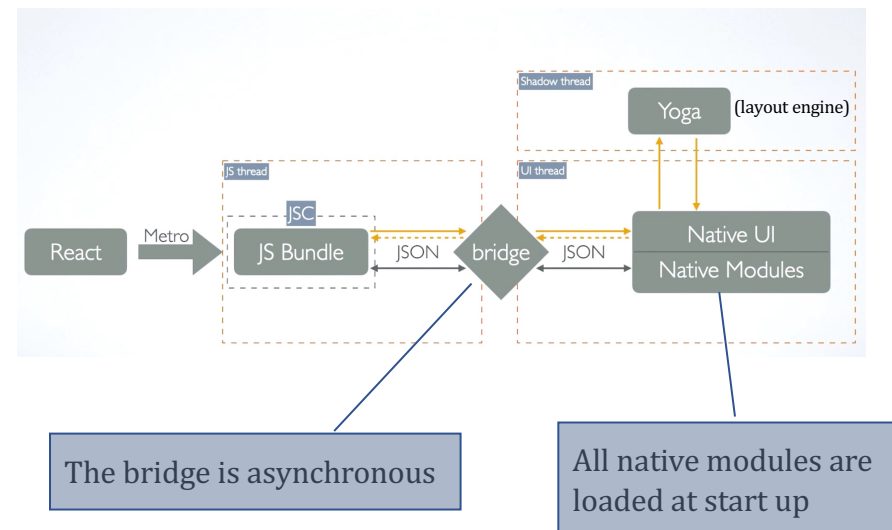 Shadow thread
Yoga
(layout engine)
JS thread
UI thread
JSC
React
Metro
JS Bundle
JSON
bridge
JSON
Native UI
Native Modules
The bridge is asynchronous
All native modules are
loaded at start up